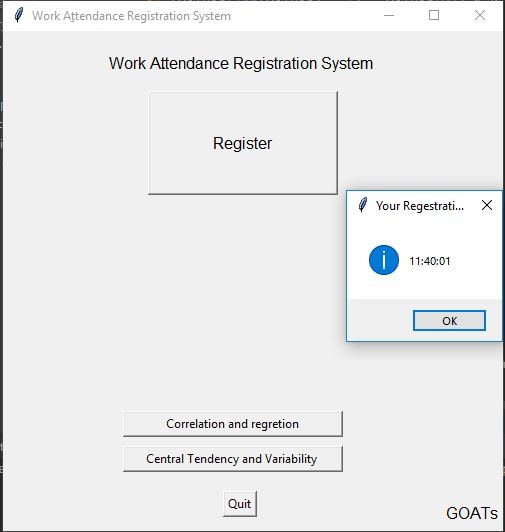 Work Attendance Registration System
Work Attendance Registration System
Register
Your Regestrati...
11:40:01
OK
Correlation and regretion
Central Tendency and Variability
Quit
GOATs